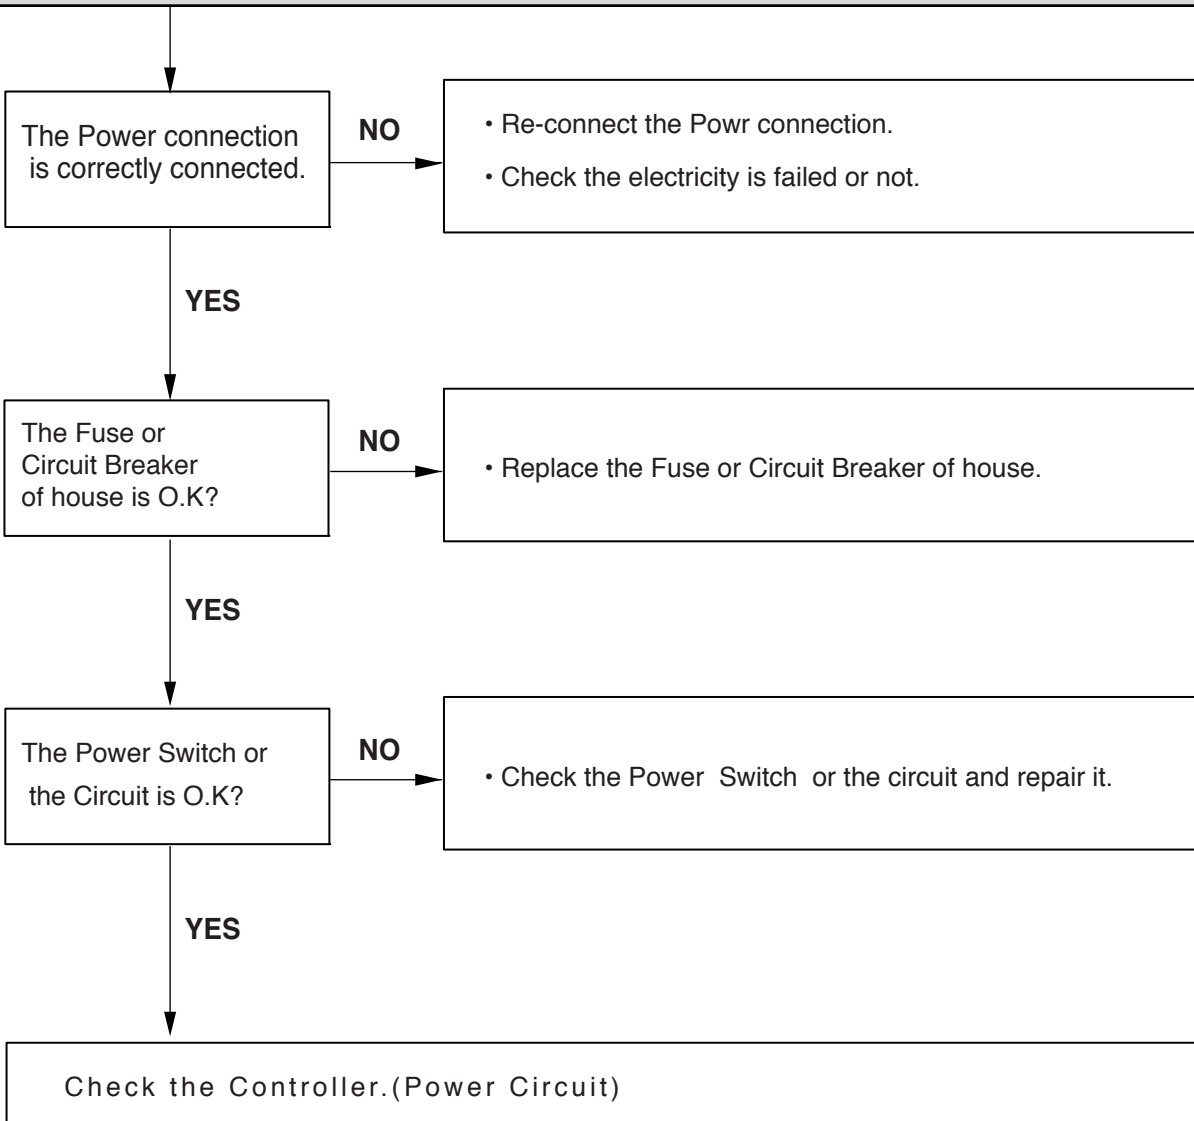 The Power connection
is correctly connected.
NO
• Re-connect the Powr connection.
• Check the electricity is failed or not.
YES
The Fuse or
Circuit Breaker
of house is O.K?
NO
• Replace the Fuse or Circuit Breaker of house.
YES
The Power Switch or
the Circuit is O.K?
NO
• Check the Power Switch or the circuit and repair it.
YES
Check the Controller.(Power Circuit)